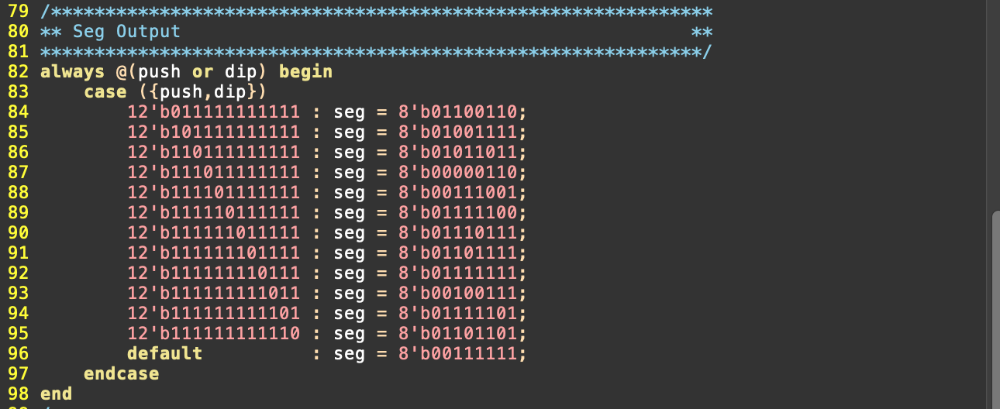 79 /*************************************************************
80 ** Seg Output                                               **
81 *************************************************************/
82 always @(push or dip) begin
83     case ({push,dip})
84         12'b011111111111 : seg = 8'b01100110;
85         12'b101111111111 : seg = 8'b01001111;
86         12'b110111111111 : seg = 8'b01011011;
87         12'b111011111111 : seg = 8'b00000110;
88         12'b111101111111 : seg = 8'b00111001;
89         12'b111110111111 : seg = 8'b01111100;
90         12'b111111011111 : seg = 8'b01110111;
91         12'b111111101111 : seg = 8'b01101111;
92         12'b111111110111 : seg = 8'b01111111;
93         12'b111111111011 : seg = 8'b00100111;
94         12'b111111111101 : seg = 8'b01111101;
95         12'b111111111110 : seg = 8'b01101101;
96         default          : seg = 8'b00111111;
97     endcase
98 end